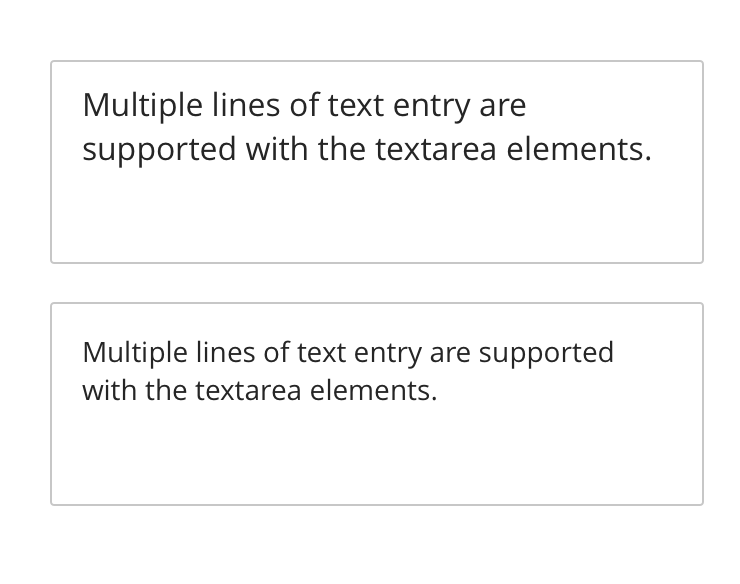 Multiple lines of text entry are
supported with the textarea elements.
Multiple lines of text entry are supported
with the textarea elements.